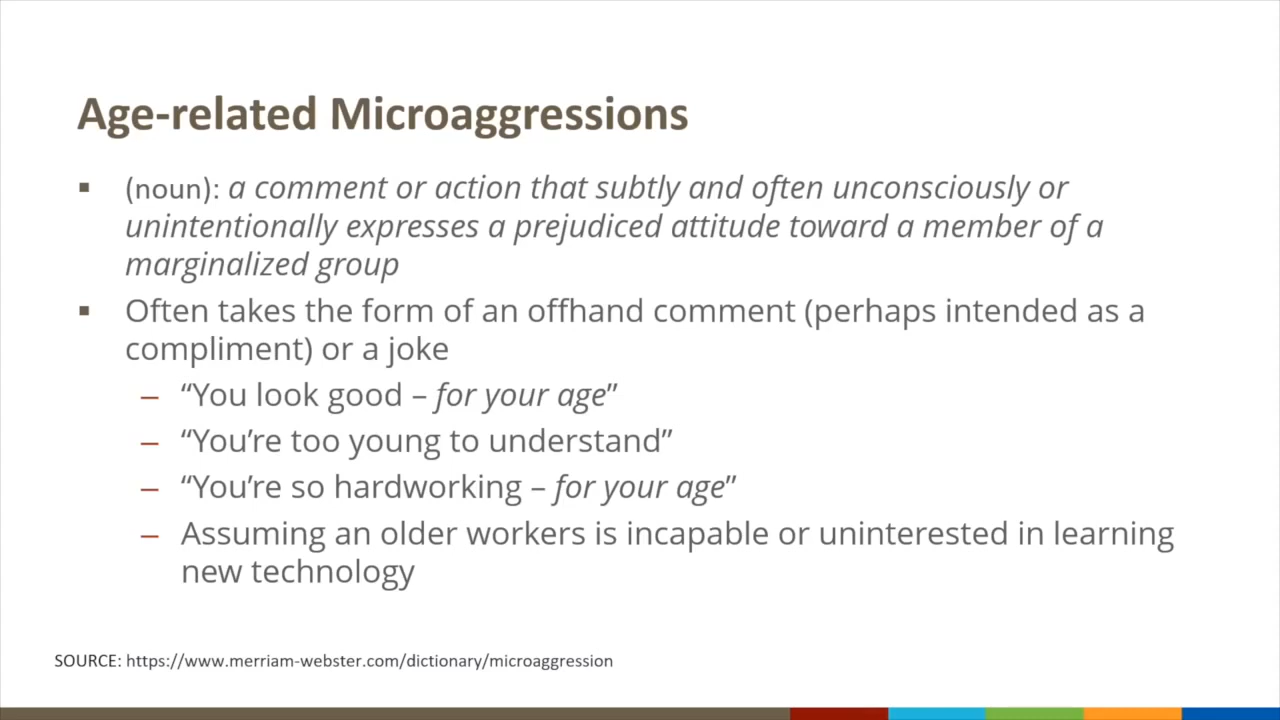 Age-related Microaggressions
▪ (noun): a comment or action that subtly and often unconsciously or
unintentionally expresses a prejudiced attitude toward a member of a
marginalized group
▪ Often takes the form of an offhand comment (perhaps intended as a
compliment) or a joke
– “You look good – for your age”
– “You’re too young to understand”
– “You’re so hardworking – for your age”
– Assuming an older workers is incapable or uninterested in learning
new technology
SOURCE: https://www.merriam-webster.com/dictionary/microaggression